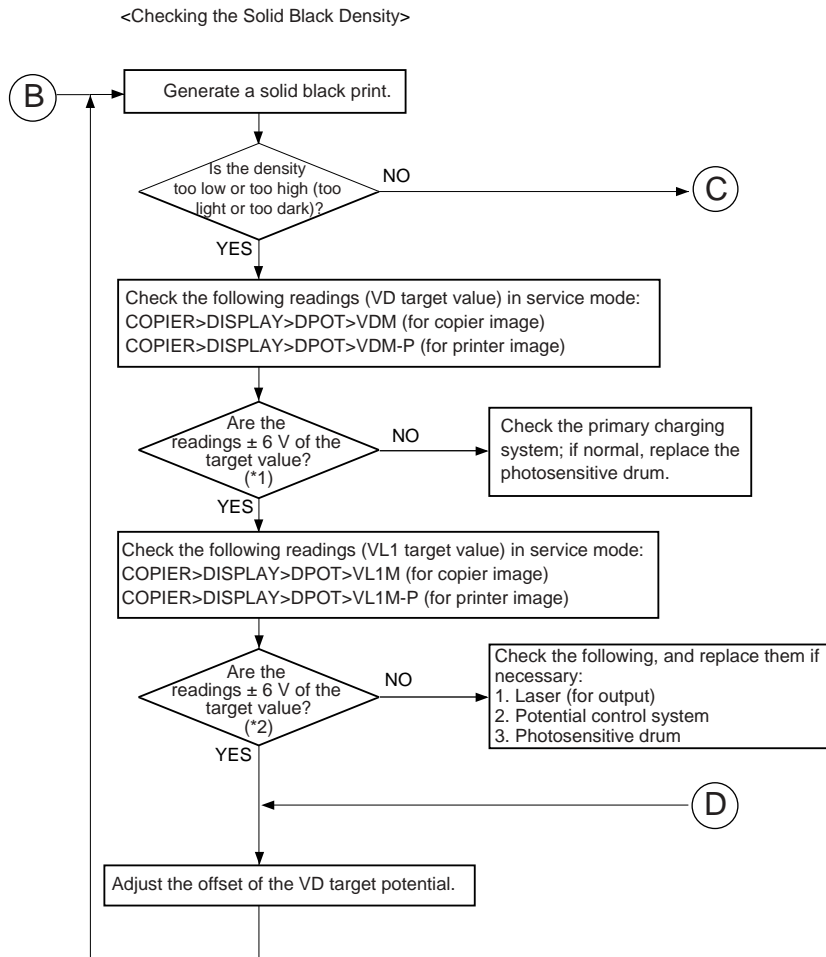 <Checking the Solid Black Density>
B
Generate a solid black print.
Is the density
too low or too high (too
light or too dark)?
NO
C
YES
Check the following readings (VD target value) in service mode:
COPIER>DISPLAY>DPOT>VDM (for copier image)
COPIER>DISPLAY>DPOT>VDM-P (for printer image)
Are the
readings ± 6 V of the
target value?
(*1)
NO
Check the primary charging
system; if normal, replace the
photosensitive drum.
YES
Check the following readings (VL1 target value) in service mode:
COPIER>DISPLAY>DPOT>VL1M (for copier image)
COPIER>DISPLAY>DPOT>VL1M-P (for printer image)
Are the
readings ± 6 V of the
target value?
(*2)
NO
Check the following, and replace them if
necessary:
1. Laser (for output)
2. Potential control system
3. Photosensitive drum
YES
D
Adjust the offset of the VD target potential.